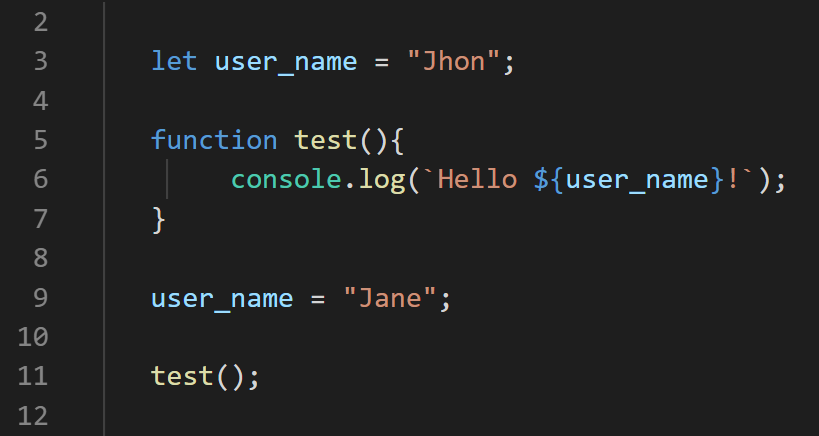 2
3 let user_name = "Jhon";
4
5 function test(){
6 console.log(`Hello ${user_name}!`);
7 }
8
9 user_name = "Jane";
10
11 test();
12